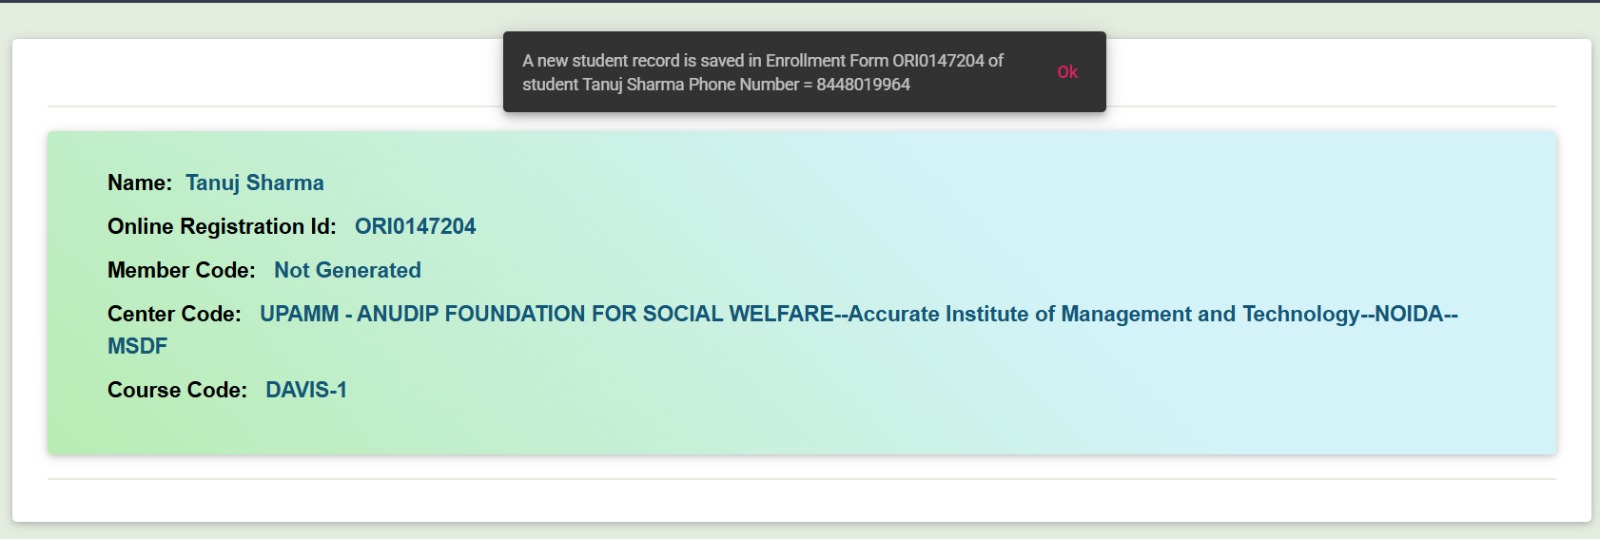 A new student record is saved in Enrollment Form ORI0147204 of
student Tanuj Sharma Phone Number = 8448019964
Ok
Name: Tanuj Sharma
Online Registration Id: ORI0147204
Member Code: Not Generated
Center Code: UPAMM - ANUDIP FOUNDATION FOR SOCIAL WELFARE--Accurate Institute of Management and Technology--NOIDA--
MSDF
Course Code: DAVIS-1